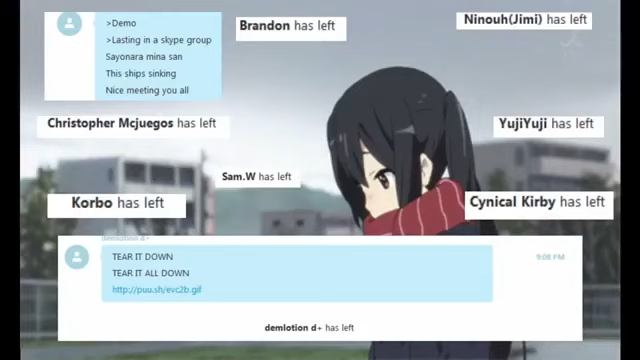 >Demo
>Lasting in a skype group
Sayonara mina san
This ships sinking
Nice meeting you all
Brandon has left
Ninouh(Jimi) has left
Christopher Mcjuegos has left
YujiYuji has left
Sam.W has left
Korbo has left
Cynical Kirby has left
demlotion d+
TEAR IT DOWN
TEAR IT ALL DOWN
http://puu.sh/evc2b.gif
9:08 PM
demlotion d+ has left